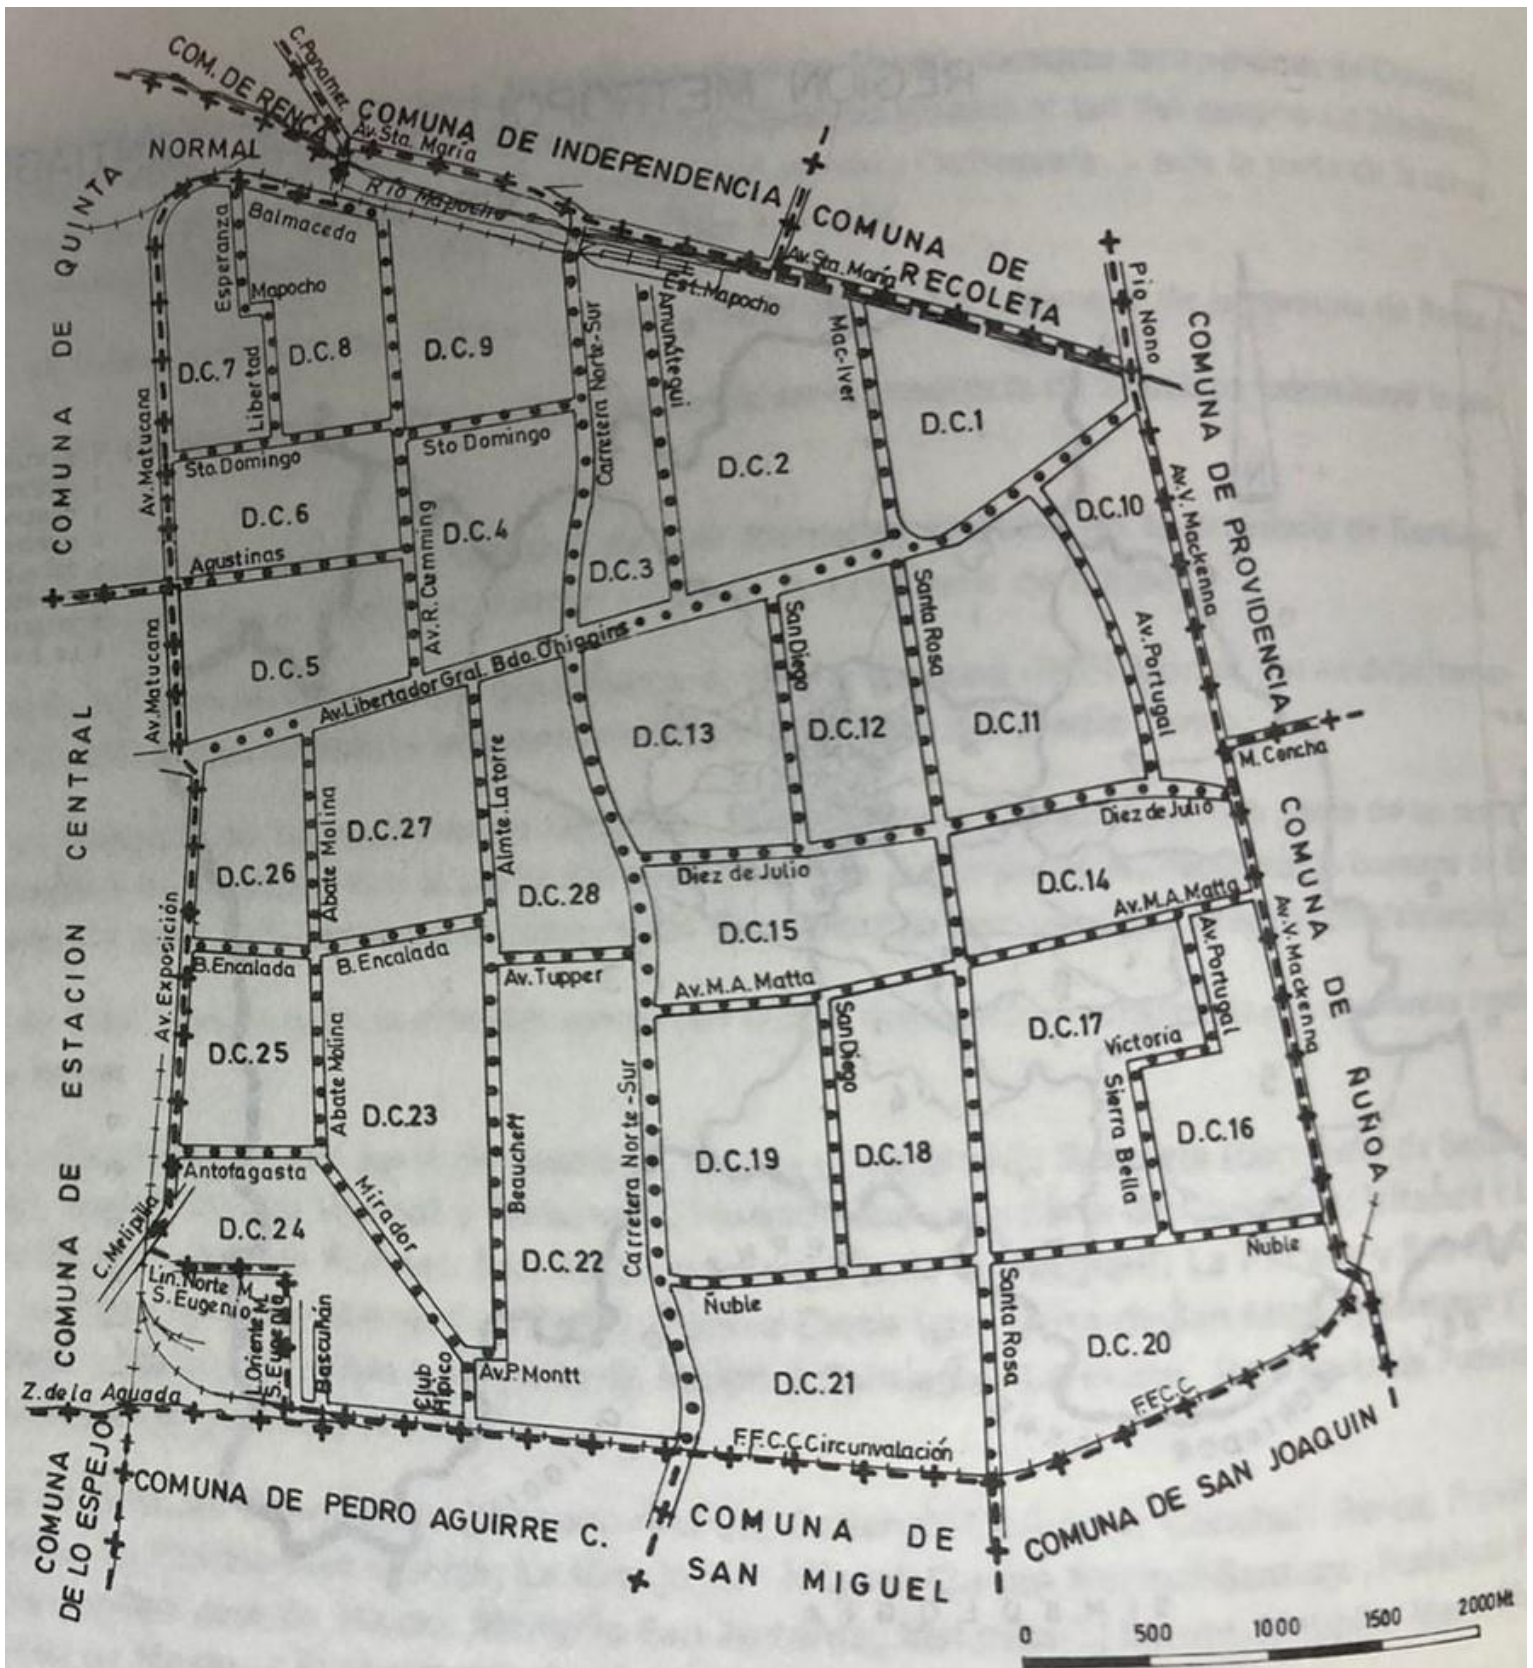 C. Panamer.
COM. DE RENCA
COMUNA DE INDEPENDENCIA
Av. Sta. María
NORMAL
COMUNA DE QUINTA
Río Mapocho
COMUNA DE RECOLETA
Av. Sta. María
Est. Mapocho
Balmaceda
Esperanza
Mapocho
Pio Nono
Amunátegui
Mac-Iver
Carretera Norte-Sur
Libertad
D.C.7
D.C.8
D.C.9
D.C.1
D.C.2
COMUNA DE PROVIDENCIA
Av. Matucana
Sto. Domingo
Sto Domingo
D.C.6
D.C.4
D.C.3
D.C.10
Av. V. Mackenna
Agustinas
Av. R. Cumming
Av. Matucana
D.C.5
Av. Libertador Gral. Bdo. Ohiggins
San Diego
Santa Rosa
Av. Portugal
D.C.13
D.C.12
D.C.11
M. Concha
COMUNA DE ESTACION CENTRAL
Abate Molina
D.C.27
Almte. Latorre
D.C.26
D.C.28
Diez de Julio
Diez de Julio
D.C.14
Av. M.A. Matta
D.C.15
COMUNA DE ÑUÑOA
Av. V. Mackenna
Av. Exposición
B. Encalada
B. Encalada
Av. Tupper
Av. M.A. Matta
San Diego
Av. Portugal
D.C.17
Victoria
D.C.25
Abate Molina
D.C.23
Beaucheff
Carretera Norte-Sur
D.C.19
D.C.18
Sierra Bella
D.C.16
Antofagasta
Mirador
D.C.24
C. Melipilla
D.C.22
Ñuble
Ñuble
Lin. Norte M.
S. Eugenio
L. Oriente M.
S. Eugenio
Bascuñán
Club
Hípico
Av. P. Montt
D.C.21
Santa Rosa
D.C.20
F.F.C.C.
Z. de la Aguada
F.F.C.C Circunvalación
COMUNA
DE LO ESPEJO
COMUNA DE PEDRO AGUIRRE C.
COMUNA DE
SAN MIGUEL
COMUNA DE SAN JOAQUIN
0 500 1000 1500 2000 Mt